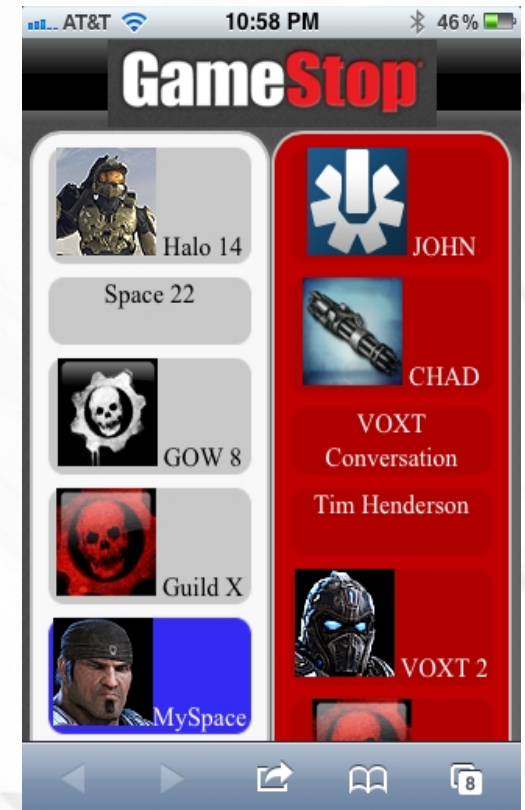 AT&T 10:58 PM 46%
GameStop
Halo 14
Space 22
GOW 8
Guild X
MySpace
JOHN
CHAD
VOXT
Conversation
Tim Henderson
VOXT 2
8